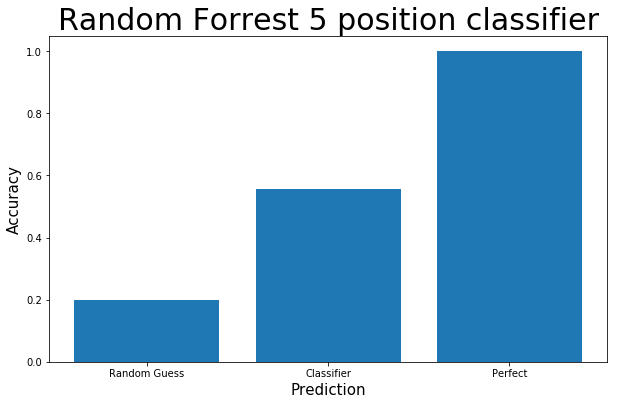 Random Forrest 5 position classifier
Accuracy
1.0
0.8
0.6
0.4
0.2
0.0
Random Guess
Classifier
Perfect
Prediction